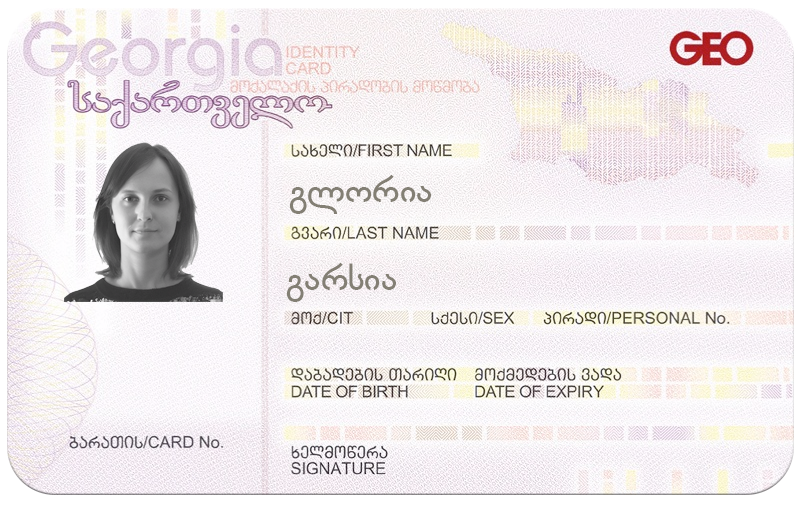 Georgia
IDENTITY
CARD
მოქალაქის პირადობის მოწმობა
საქართველო
GEO
სახელი/FIRST NAME
გლორია
გვარი/LAST NAME
გარსია
მოქ/CIT სქესი/SEX პირადი/PERSONAL No.
დაბადების თარიღი მოქმედების ვადა
DATE OF BIRTH DATE OF EXPIRY
ბარათის/CARD No.
ხელმოწერა
SIGNATURE